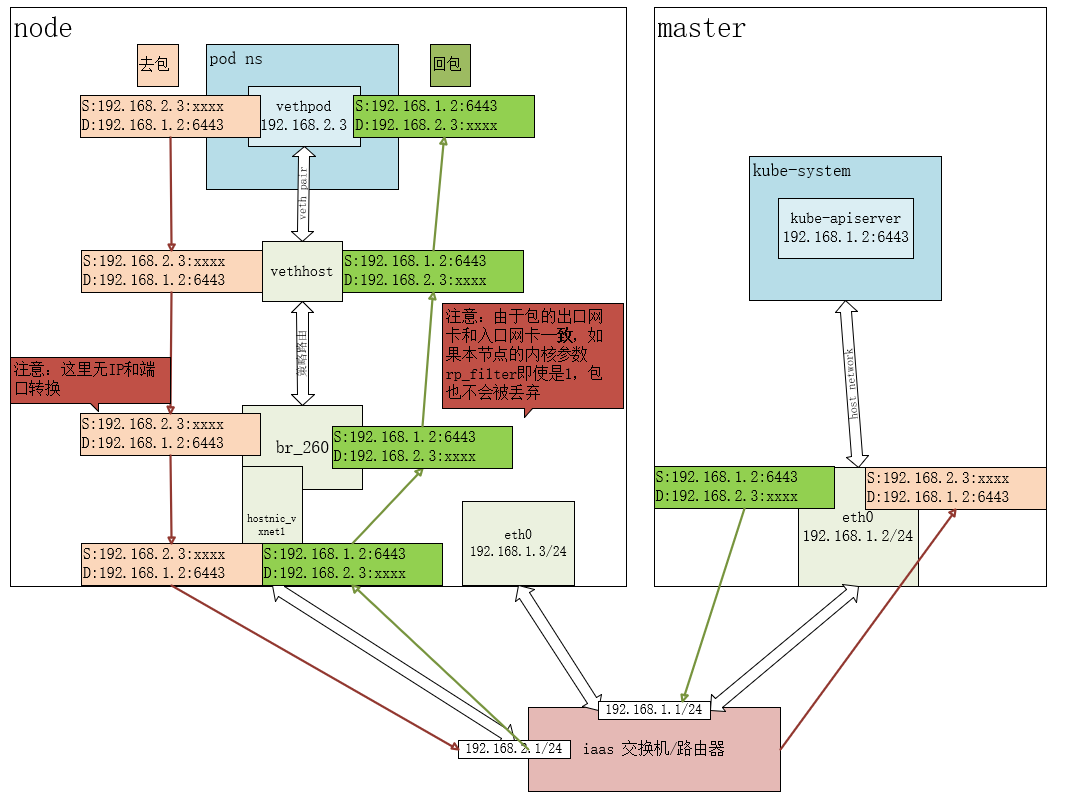 node
去包
pod ns
回包
S:192.168.2.3:xxxx
D:192.168.1.2:6443
vethpod
192.168.2.3
S:192.168.1.2:6443
D:192.168.2.3:xxxx
veth pair
S:192.168.2.3:xxxx
D:192.168.1.2:6443
vethhost
S:192.168.1.2:6443
D:192.168.2.3:xxxx
策略路由
注意：由于包的出口网
卡和入口网卡一致，如
果本节点的内核参数
rp_filter即使是1，包
也不会被丢弃
注意：这里无IP和端
口转换
S:192.168.2.3:xxxx
D:192.168.1.2:6443
br_260
S:192.168.1.2:6443
D:192.168.2.3:xxxx
hostnic_v
xnet1
S:192.168.2.3:xxxx
D:192.168.1.2:6443
S:192.168.1.2:6443
D:192.168.2.3:xxxx
eth0
192.168.1.3/24
master
kube-system
kube-apiserver
192.168.1.2:6443
host network
S:192.168.1.2:6443
D:192.168.2.3:xxxx
S:192.168.2.3:xxxx
D:192.168.1.2:6443
eth0
192.168.1.2/24
192.168.1.1/24
192.168.2.1/24
iaas 交换机/路由器